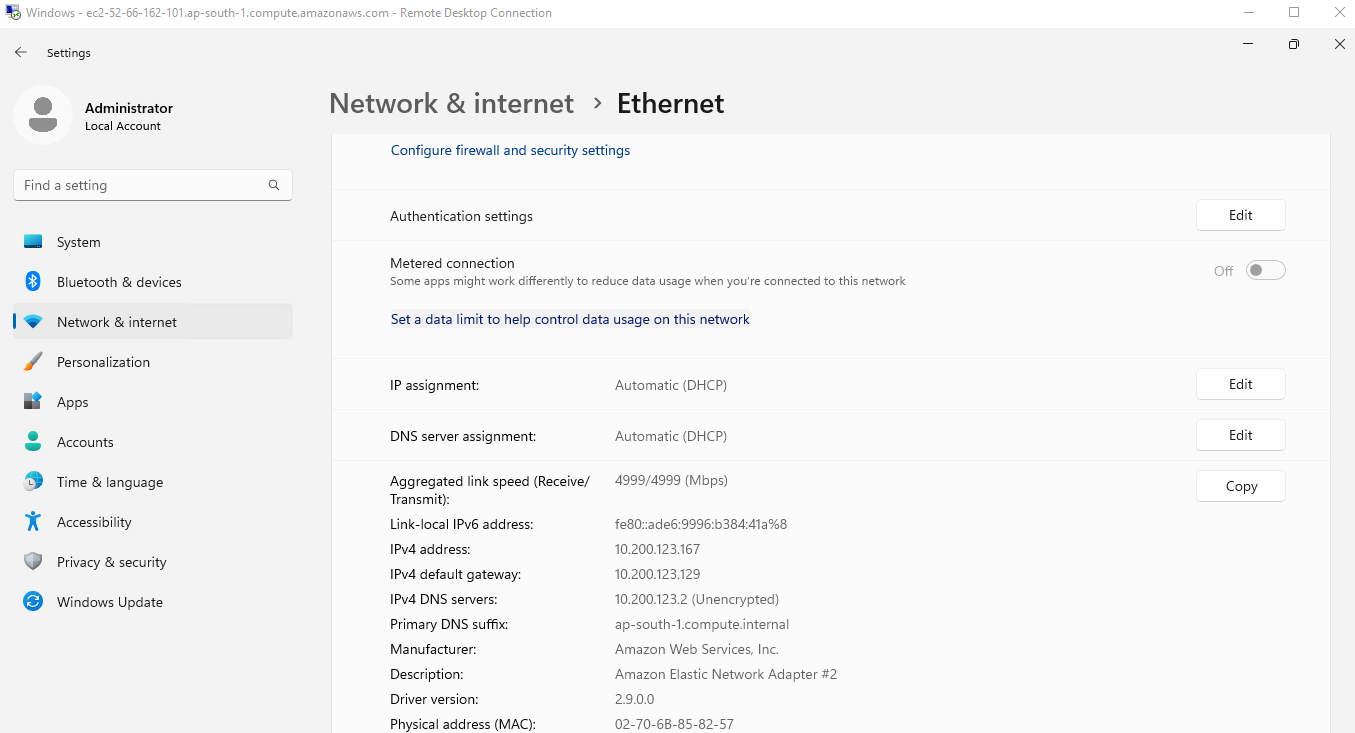 Windows - ec2-52-66-162-101.ap-south-1.compute.amazonaws.com - Remote Desktop Connection
Settings
Administrator
Local Account
Find a setting
System
Bluetooth & devices
Network & internet
Personalization
Apps
Accounts
Time & language
Accessibility
Privacy & security
Windows Update
Network & internet > Ethernet
Configure firewall and security settings
Authentication settings Edit
Metered connection
Some apps might work differently to reduce data usage when you're connected to this network
Off
Set a data limit to help control data usage on this network
IP assignment: Automatic (DHCP) Edit
DNS server assignment: Automatic (DHCP) Edit
Aggregated link speed (Receive/ 4999/4999 (Mbps) Copy
Transmit):
Link-local IPv6 address: fe80::ade6:9996:b384:41a%8
IPv4 address: 10.200.123.167
IPv4 default gateway: 10.200.123.129
IPv4 DNS servers: 10.200.123.2 (Unencrypted)
Primary DNS suffix: ap-south-1.compute.internal
Manufacturer: Amazon Web Services, Inc.
Description: Amazon Elastic Network Adapter #2
Driver version: 2.9.0.0
Physical address (MAC): 02-70-6B-85-82-57